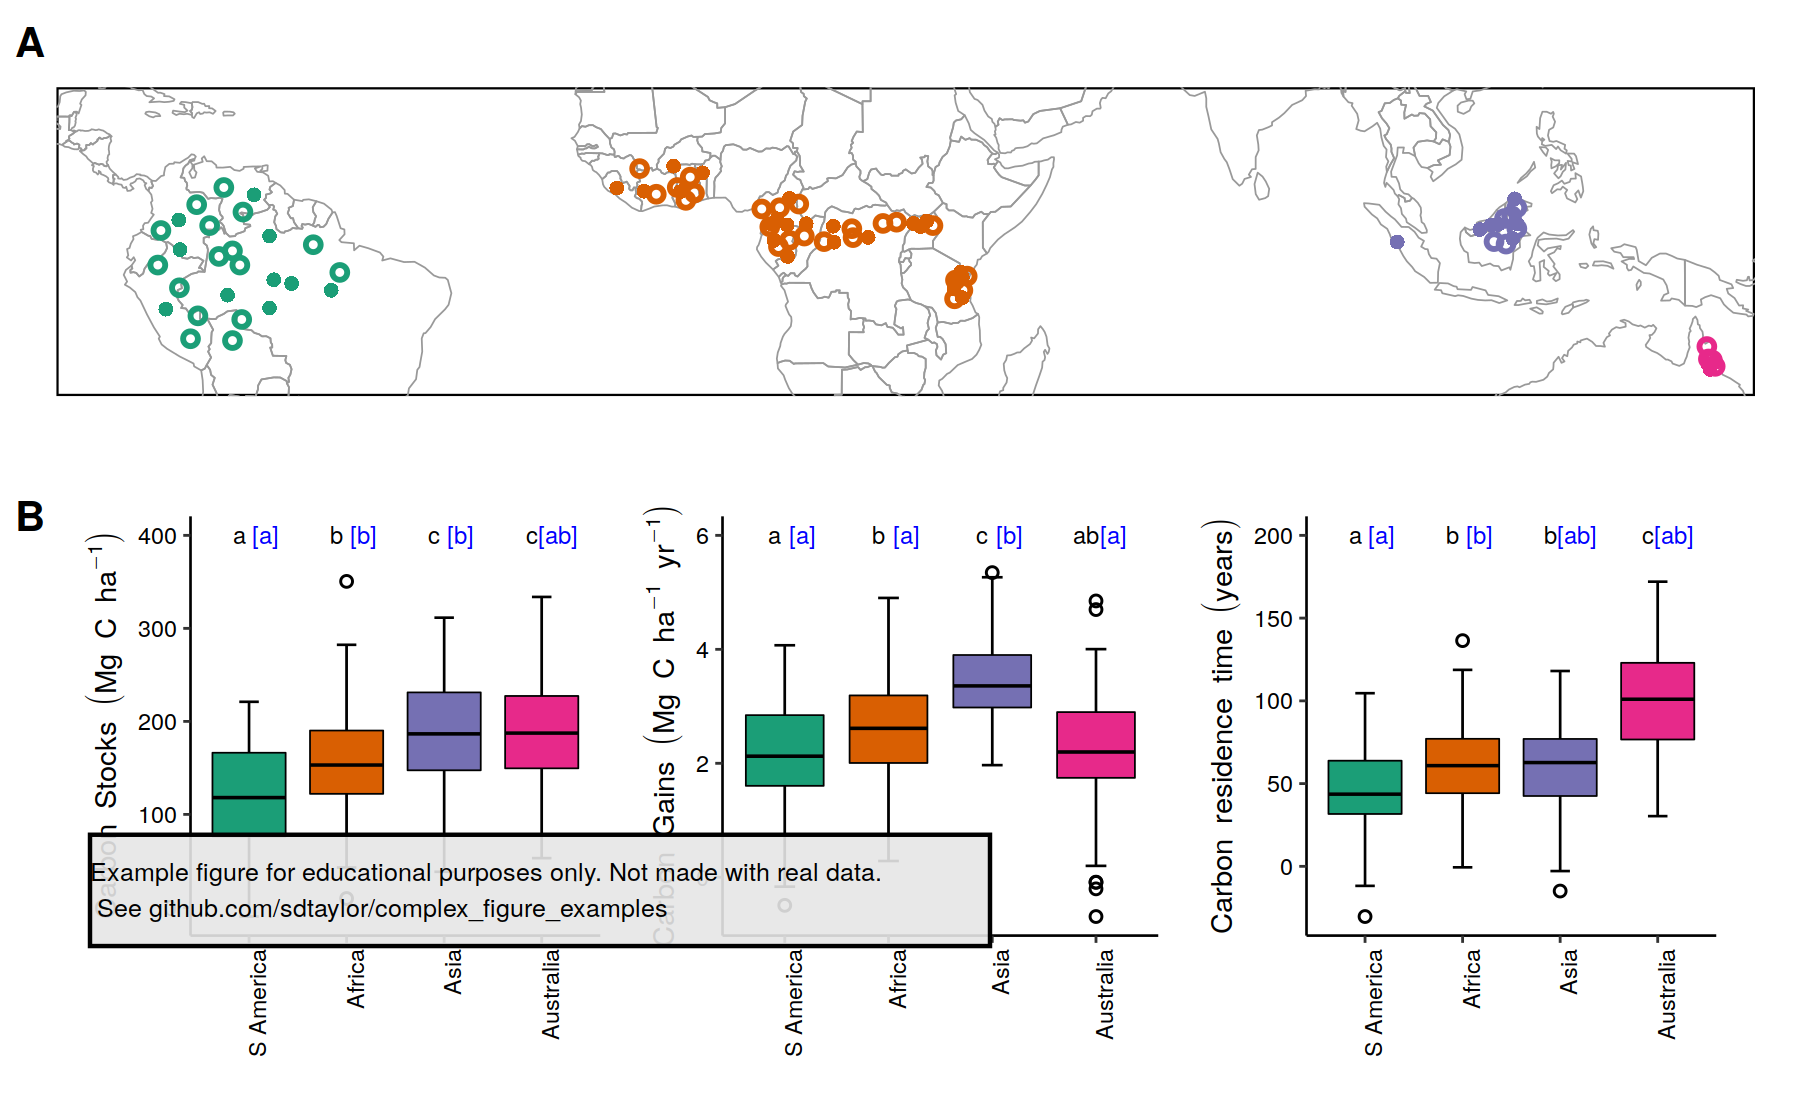 A
B
Carbon Stocks (Mg C ha−1)
400
300
200
100
a [a] b [b] c [b] c[ab]
S America
Africa
Asia
Australia
Carbon Gains (Mg C ha−1 yr−1)
6
4
2
a [a] b [a] c [b] ab[a]
S America
Africa
Asia
Australia
Carbon residence time (years)
200
150
100
50
0
a [a] b [b] b[ab] c[ab]
S America
Africa
Asia
Australia
Example figure for educational purposes only. Not made with real data.
See github.com/sdtaylor/complex_figure_examples